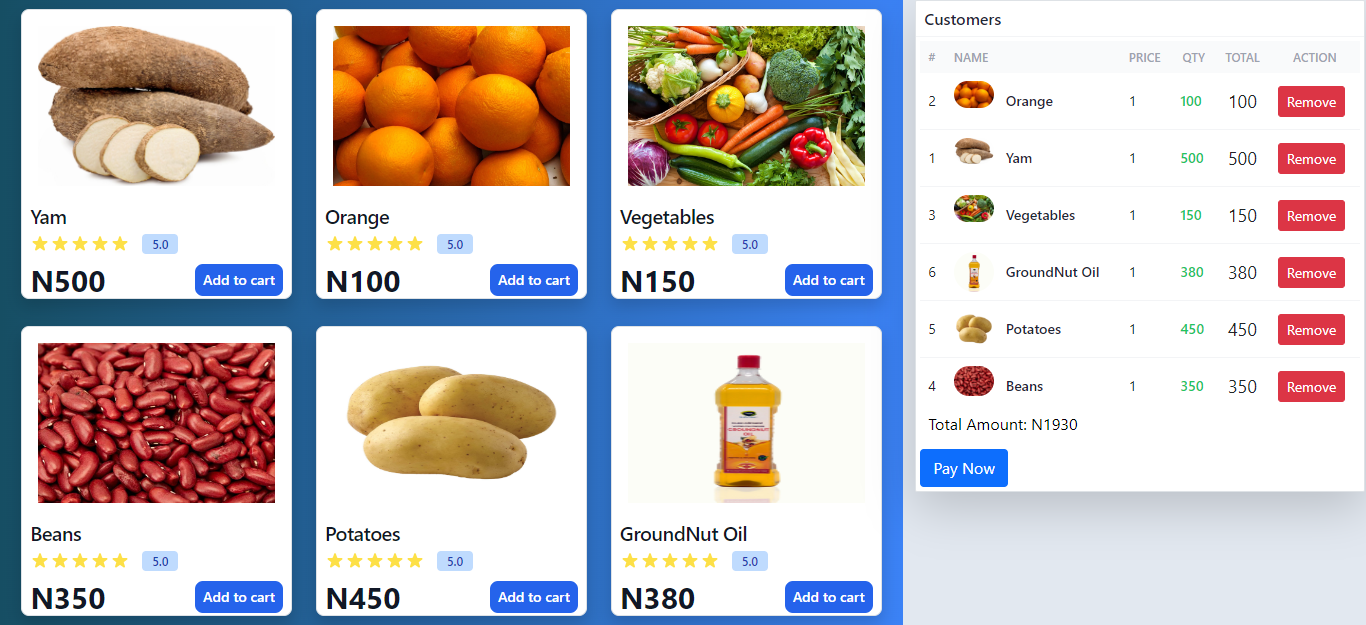 Yam
5.0
N500
Add to cart
Orange
5.0
N100
Add to cart
Vegetables
5.0
N150
Add to cart
Beans
5.0
N350
Add to cart
Potatoes
5.0
N450
Add to cart
GROUNDNUT
OIL
GroundNut Oil
5.0
N380
Add to cart
Customers
# NAME PRICE QTY TOTAL ACTION
2 Orange 1 100 100 Remove
1 Yam 1 500 500 Remove
3 Vegetables 1 150 150 Remove
6 GroundNut Oil 1 380 380 Remove
5 Potatoes 1 450 450 Remove
4 Beans 1 350 350 Remove
Total Amount: N1930
Pay Now